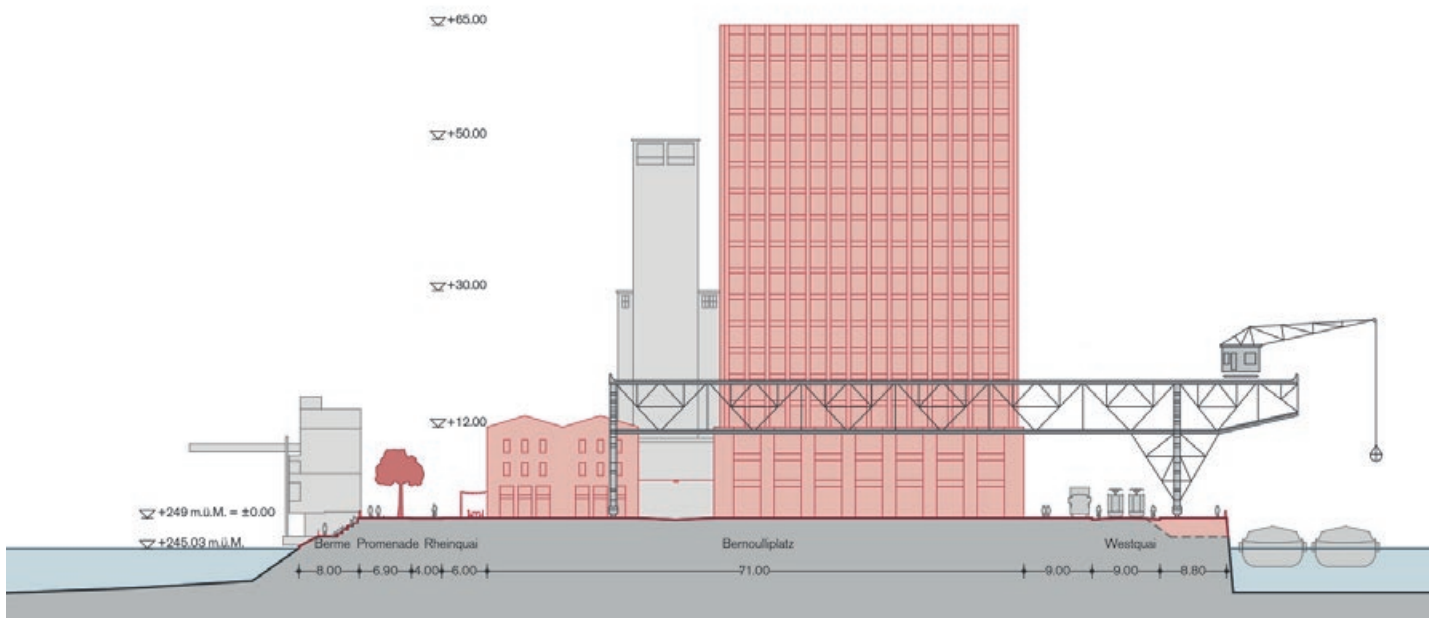 +65.00
+50.00
+30.00
+12.00
+249 m.ü.M. = ±0.00
+245.03 m.ü.M.
Berme Promenade Rheinquai Bernoulliplatz Westquai
8.00 6.90 4.00 6.00 71.00 9.00 9.00 8.80